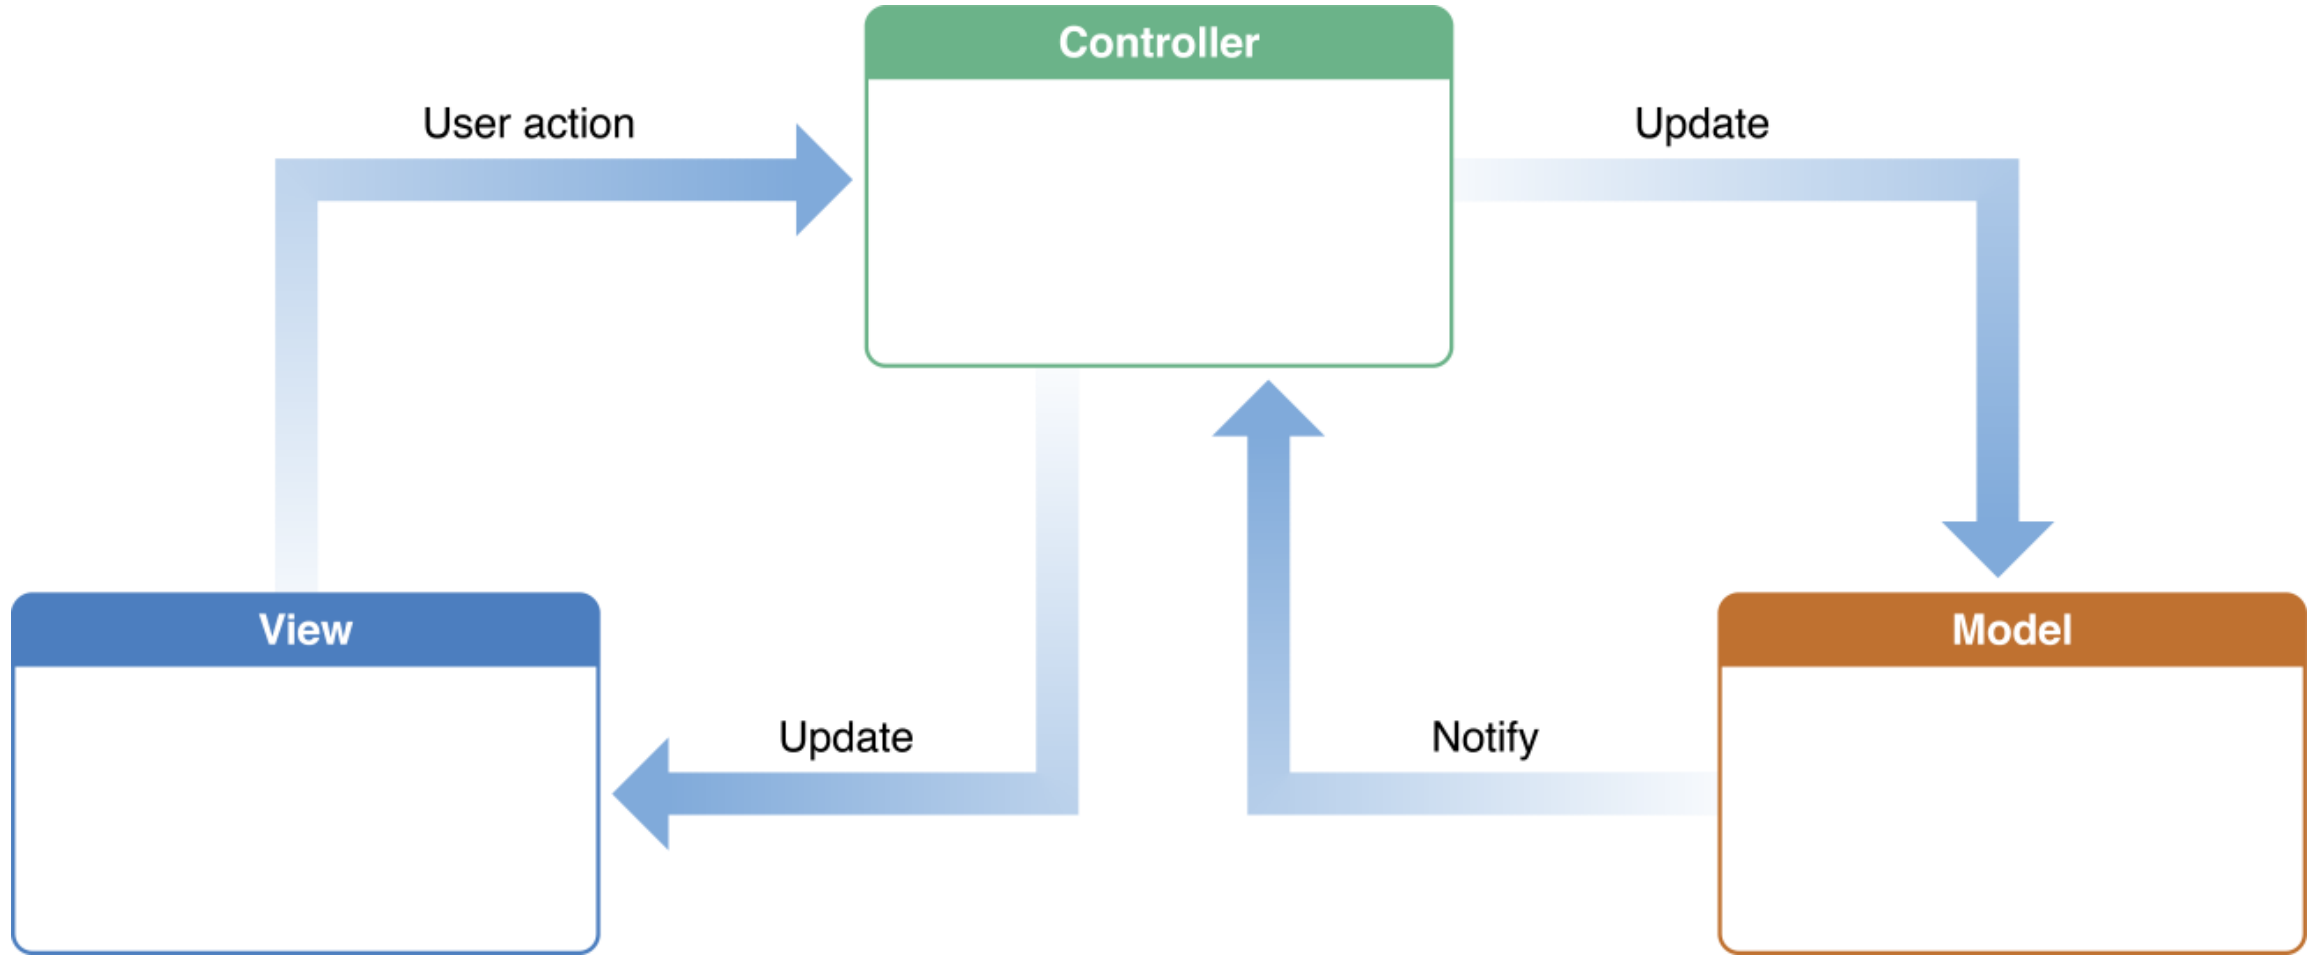 Controller
User action
Update
View
Model
Update
Notify